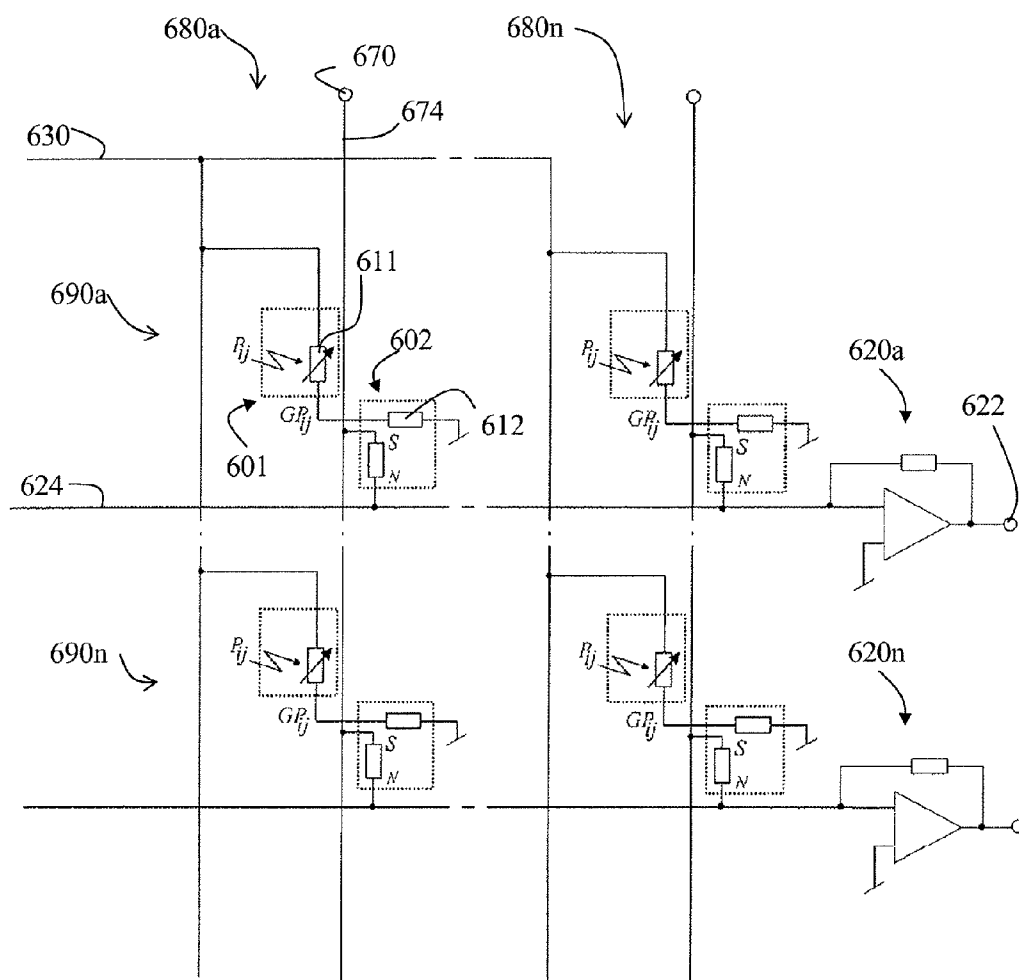 680a
670
680n
674
630
611
690a
602
620a
Pij
Pij
622
GPij
612
GPij
601
S
S
624
N
N
690n
Pij
Pij
620n
GPij
GPij
S
S
N
N